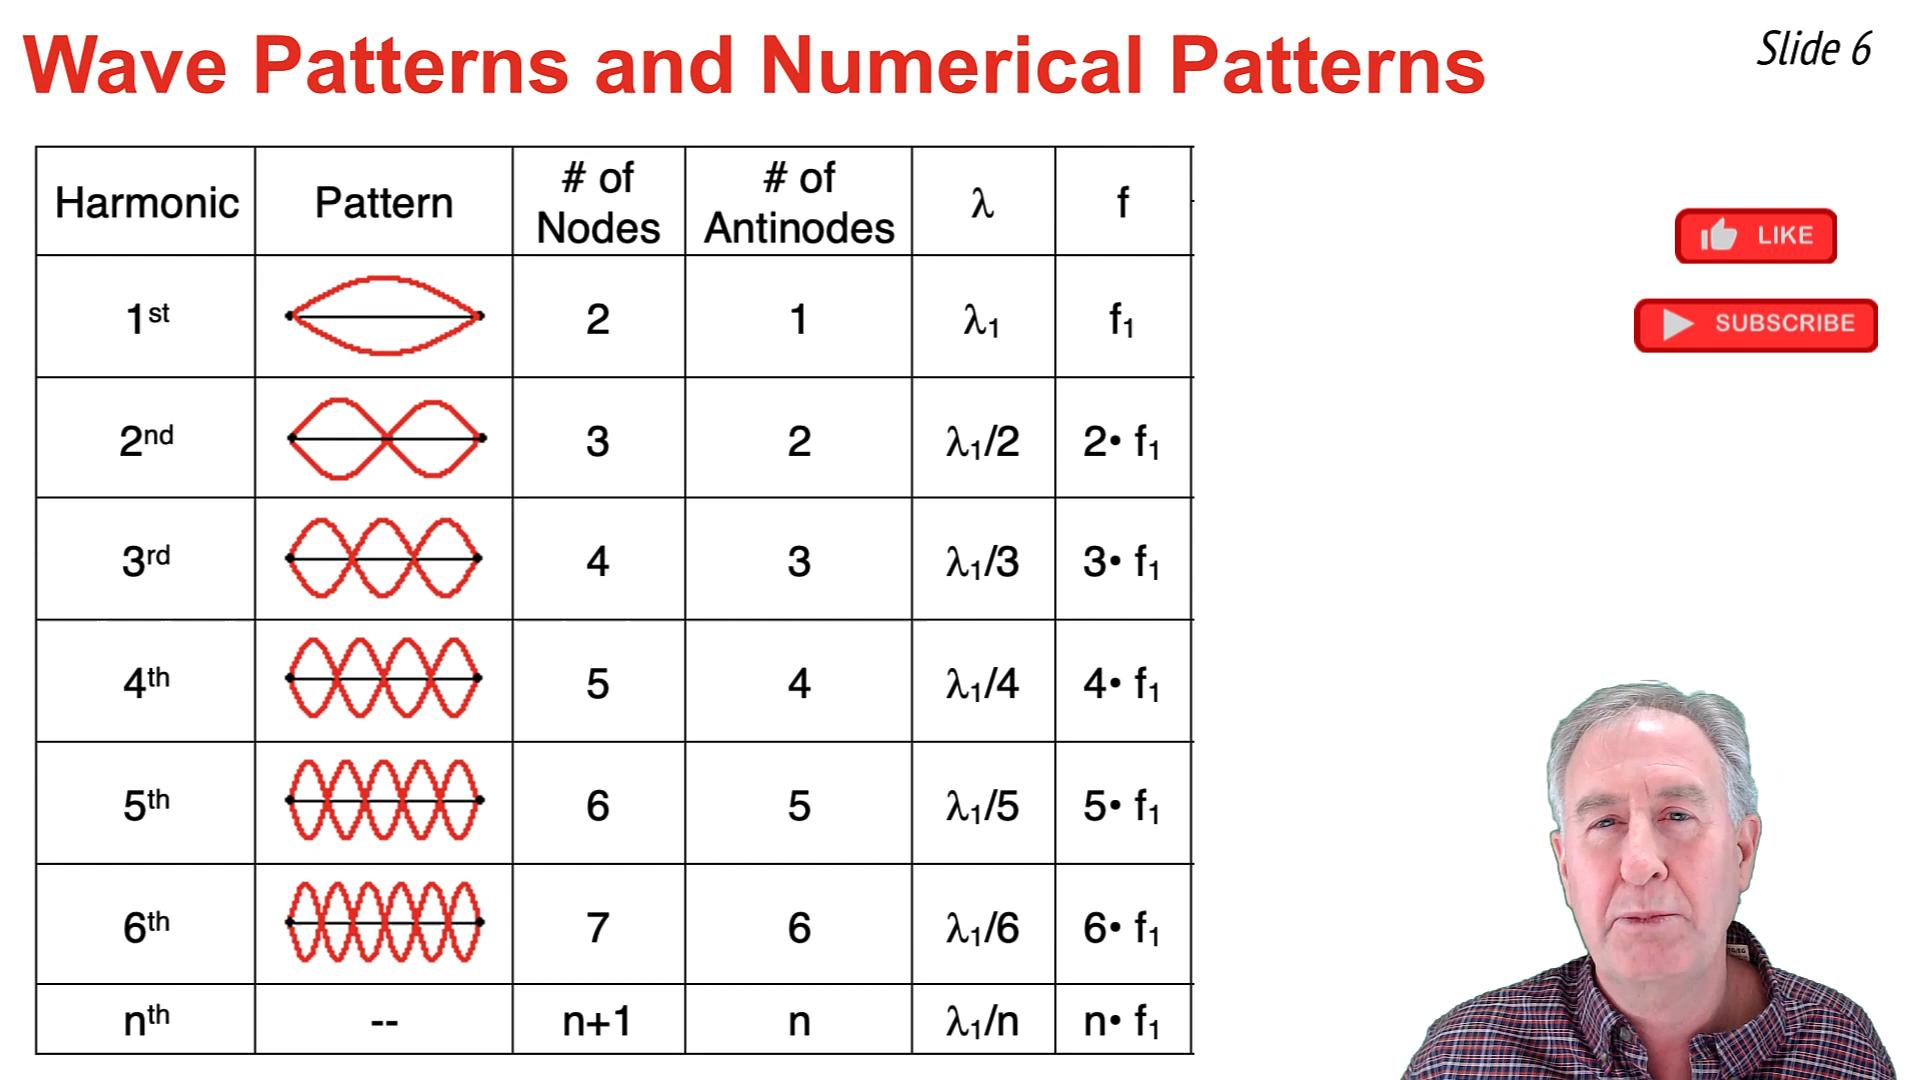 Wave Patterns and Numerical Patterns
Slide 6
Harmonic Pattern # of Nodes # of Antinodes λ f
1st 2 1 λ₁ f₁
2nd 3 2 λ₁/2 2• f₁
3rd 4 3 λ₁/3 3• f₁
4th 5 4 λ₁/4 4• f₁
5th 6 5 λ₁/5 5• f₁
6th 7 6 λ₁/6 6• f₁
nth -- n+1 n λ₁/n n• f₁
LIKE
SUBSCRIBE